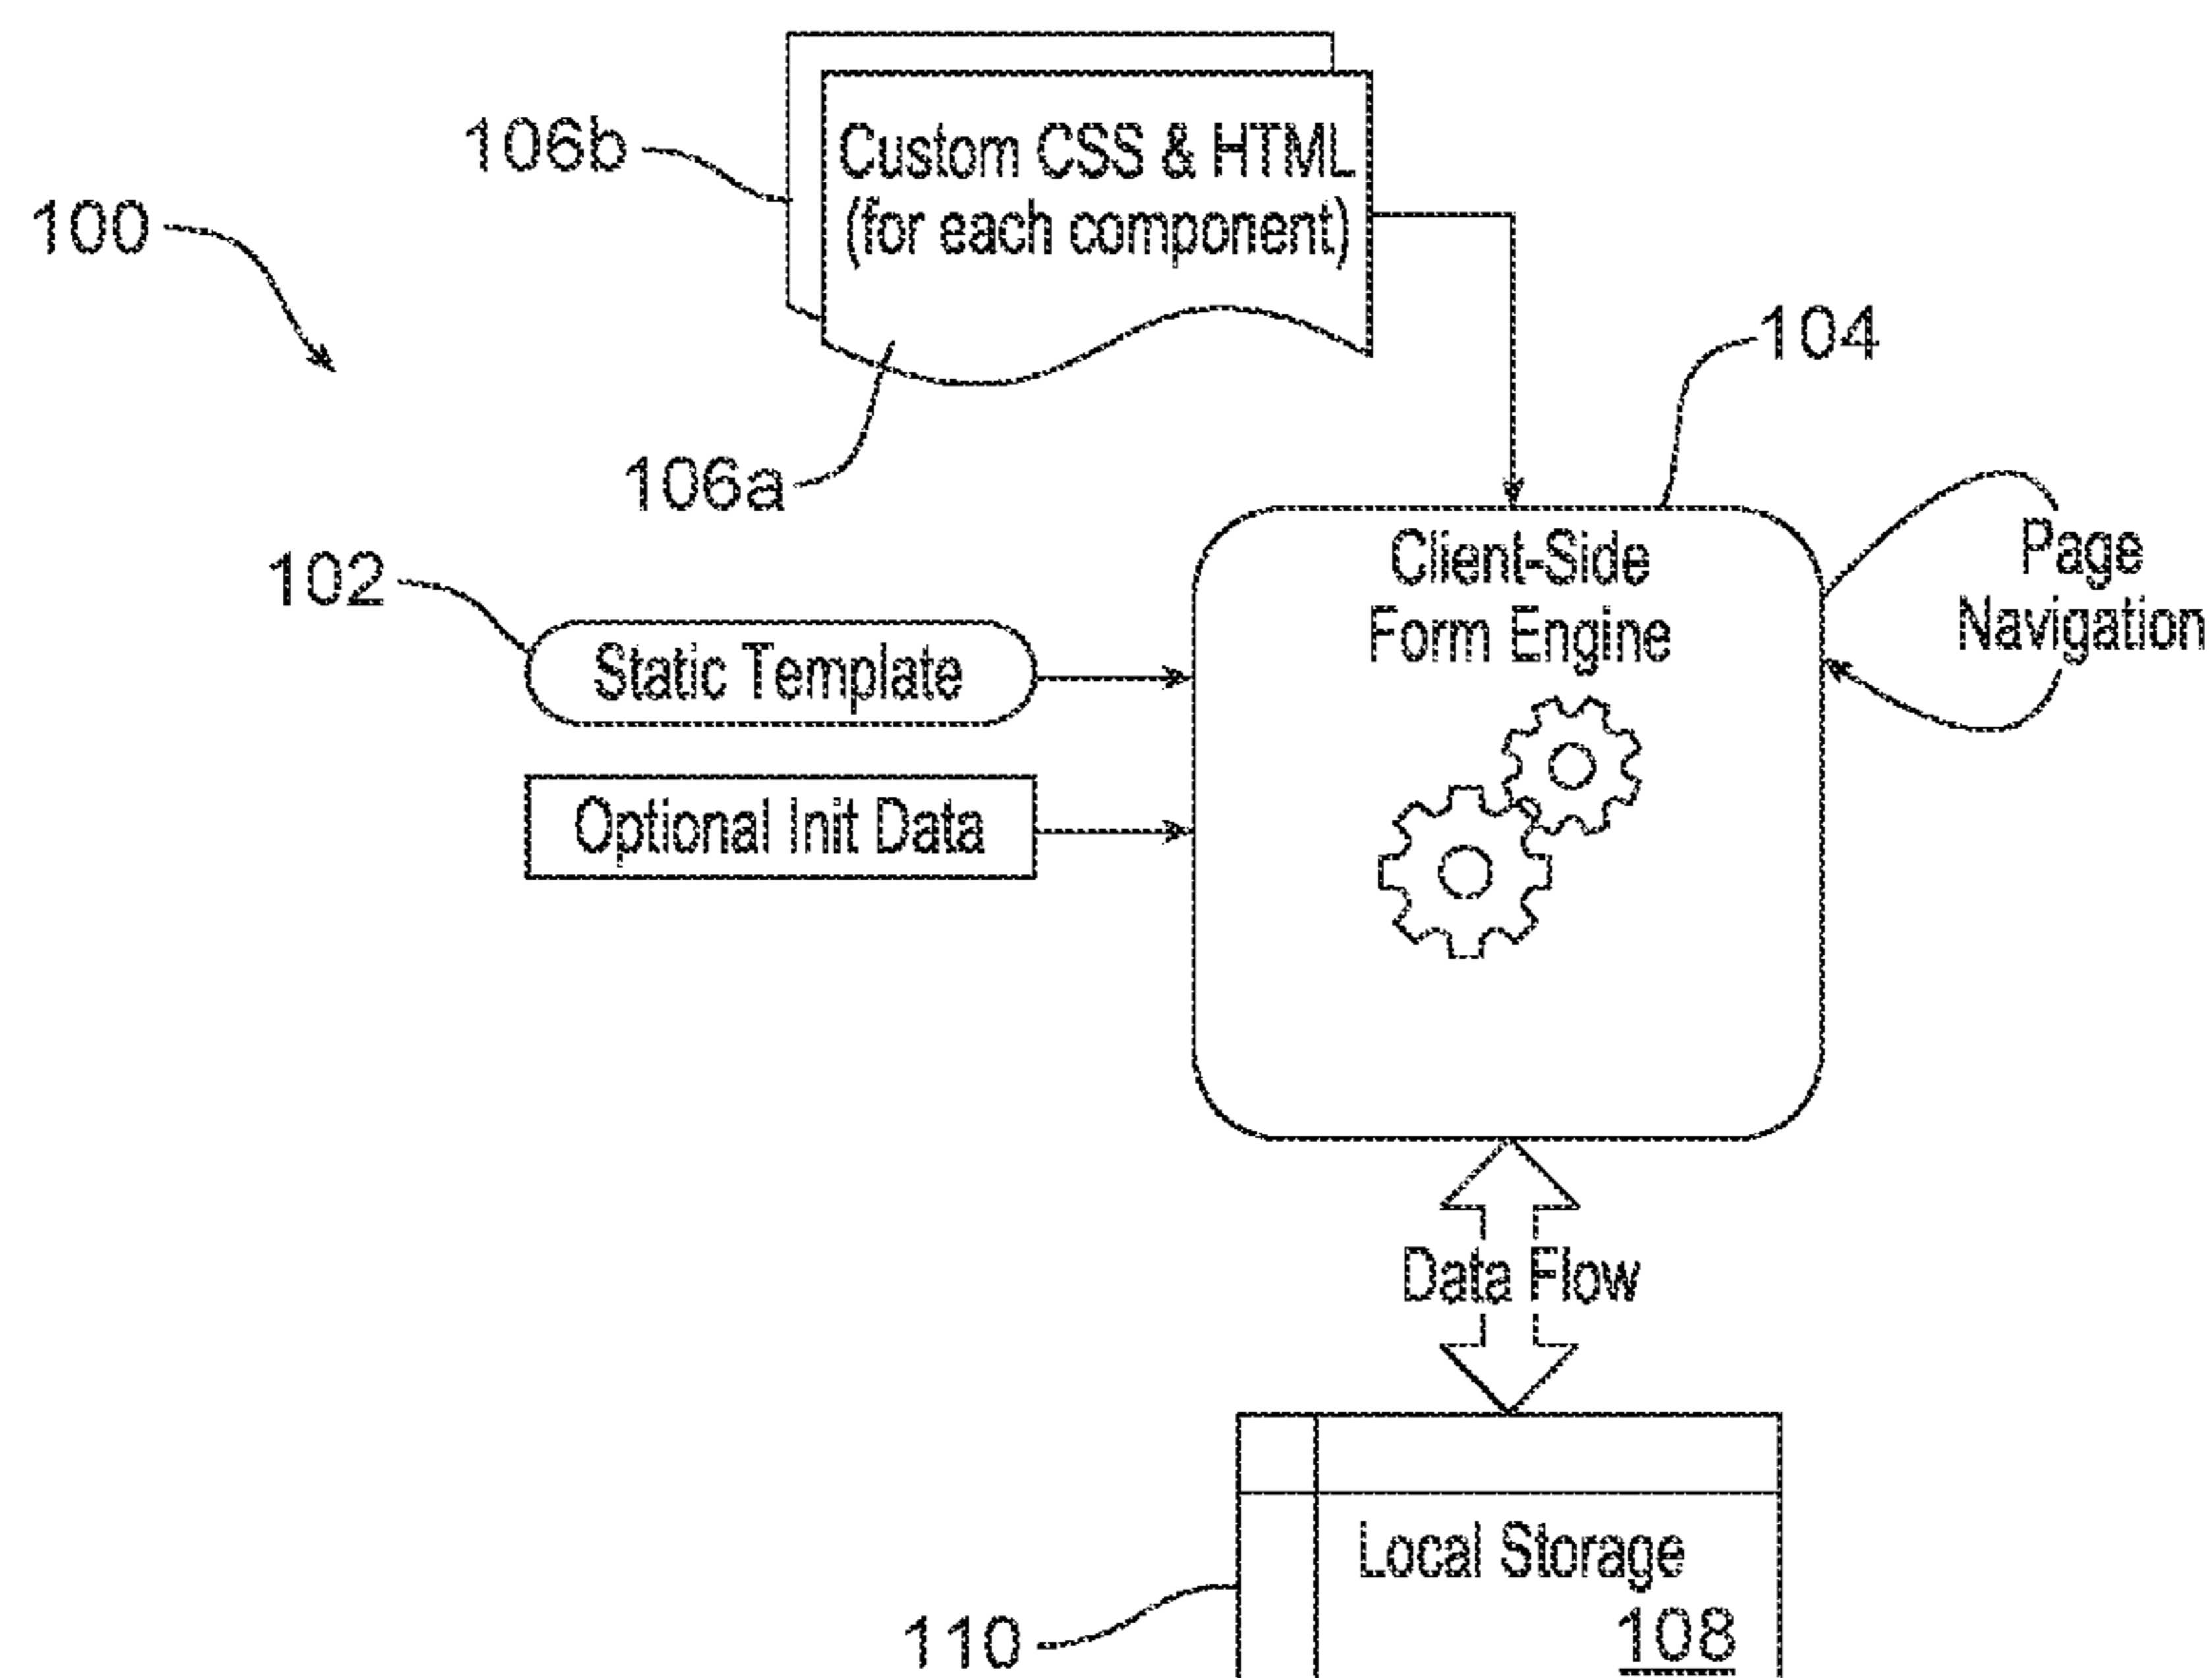 106b
Custom CSS & HTML
(for each component)
100
104
106a
Client-Side
Form Engine
Page
Navigation
102
Static Template
Optional Init Data
Data Flow
Local Storage
108
110